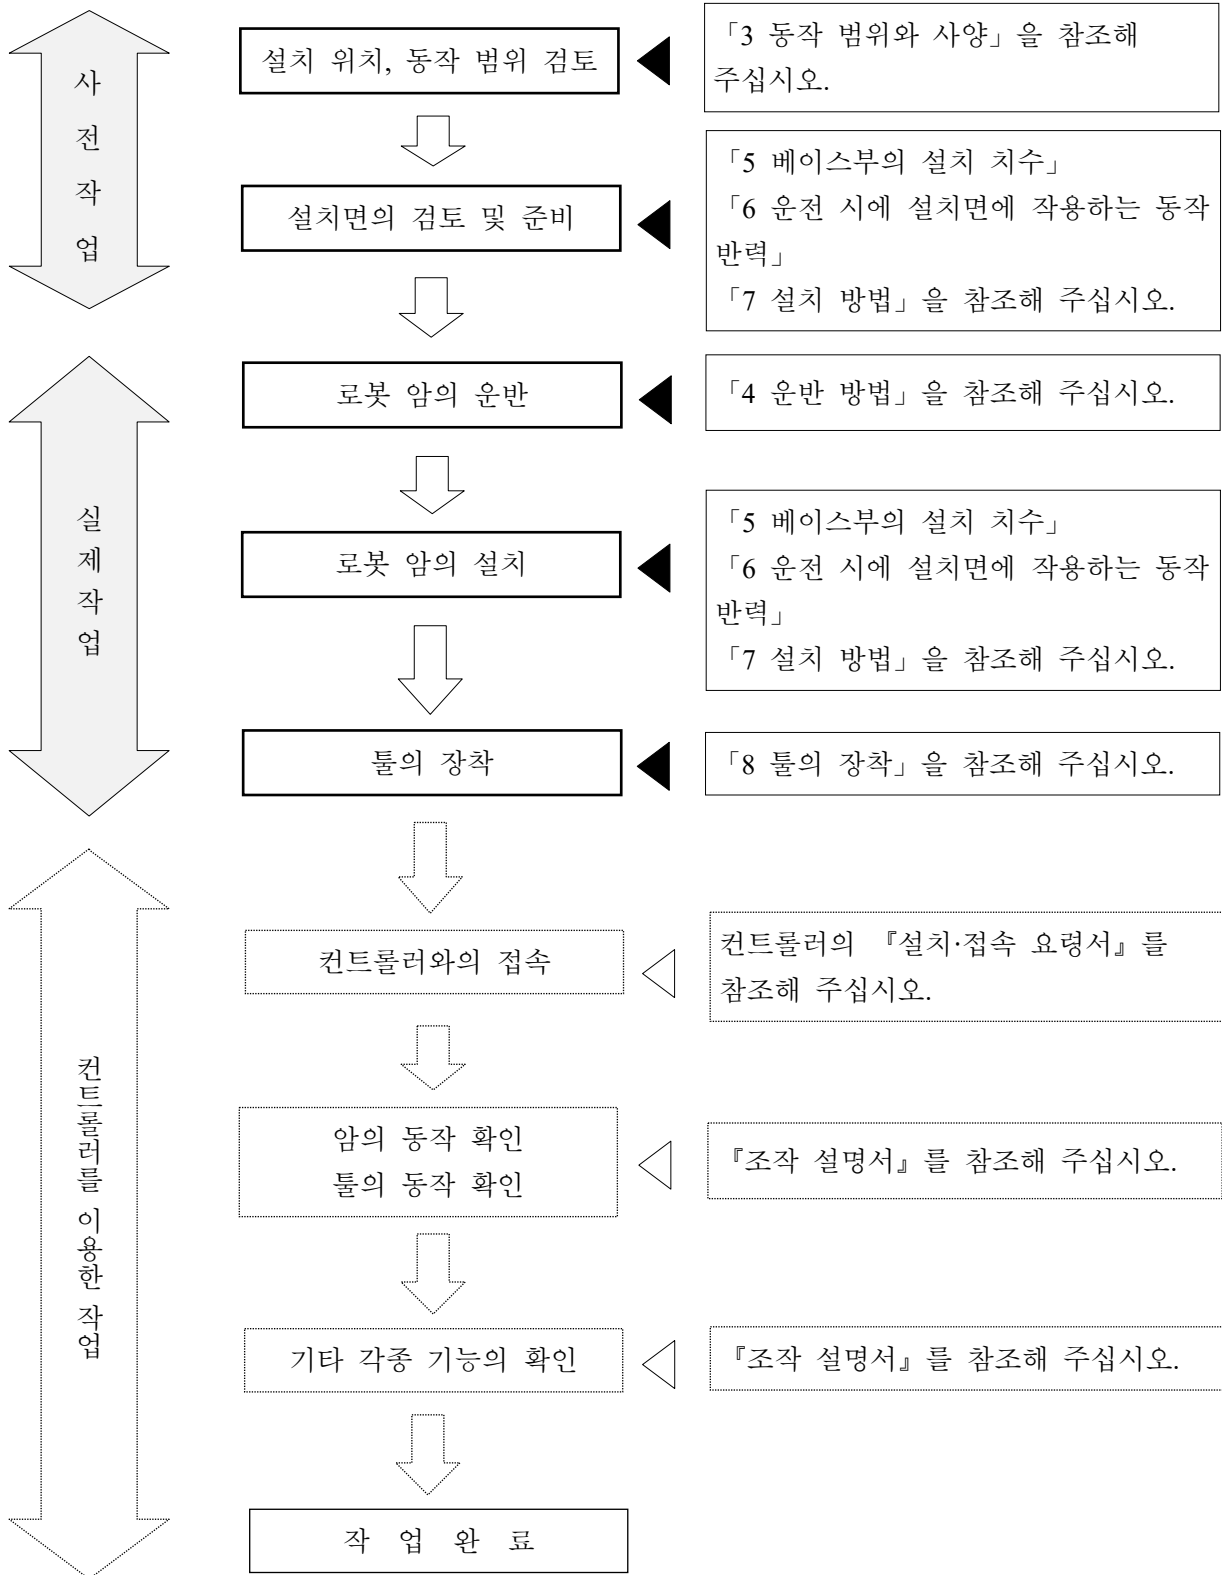 사전작업
설치 위치, 동작 범위 검토
「3 동작 범위와 사양」을 참조해
주십시오.
설치면의 검토 및 준비
「5 베이스부의 설치 치수」
「6 운전 시에 설치면에 작용하는 동작
반력」
「7 설치 방법」을 참조해 주십시오.
실제작업
로봇 암의 운반
「4 운반 방법」을 참조해 주십시오.
로봇 암의 설치
「5 베이스부의 설치 치수」
「6 운전 시에 설치면에 작용하는 동작
반력」
「7 설치 방법」을 참조해 주십시오.
툴의 장착
「8 툴의 장착」을 참조해 주십시오.
컨트롤러를 이용한 작업
컨트롤러와의 접속
컨트롤러의 『설치·접속 요령서』를
참조해 주십시오.
암의 동작 확인
툴의 동작 확인
『조작 설명서』를 참조해 주십시오.
기타 각종 기능의 확인
『조작 설명서』를 참조해 주십시오.
작 업 완 료